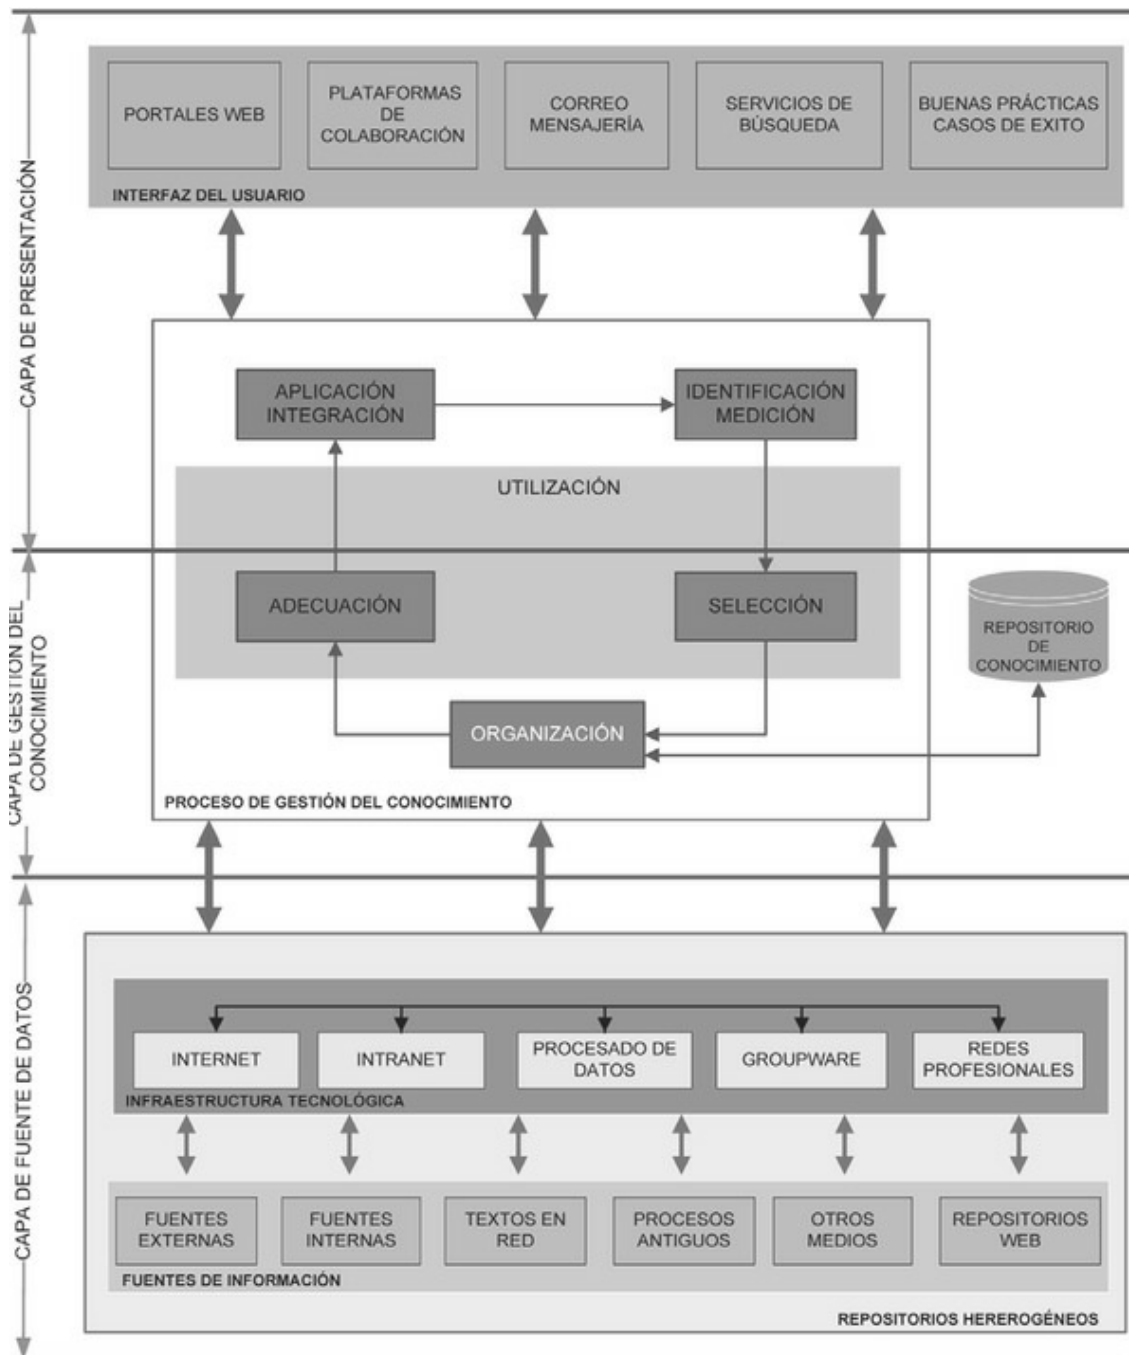 CAPA DE PRESENTACIÓN
PORTALES WEB
PLATAFORMAS
DE
COLABORACIÓN
CORREO
MENSAJERÍA
SERVICIOS DE
BÚSQUEDA
BUENAS PRÁCTICAS
CASOS DE EXITO
INTERFAZ DEL USUARIO
APLICACIÓN
INTEGRACIÓN
IDENTIFICACIÓN
MEDICIÓN
UTILIZACIÓN
CAPA DE GESTIÓN DEL
CONOCIMIENTO
ADECUACIÓN
SELECCIÓN
REPOSITORIO
DE
CONOCIMIENTO
ORGANIZACIÓN
PROCESO DE GESTIÓN DEL CONOCIMIENTO
CAPA DE FUENTE DE DATOS
INTERNET
INTRANET
PROCESADO DE
DATOS
GROUPWARE
REDES
PROFESIONALES
INFRAESTRUCTURA TECNOLÓGICA
FUENTES
EXTERNAS
FUENTES
INTERNAS
TEXTOS EN
RED
PROCESOS
ANTIGUOS
OTROS
MEDIOS
REPOSITORIOS
WEB
FUENTES DE INFORMACIÓN
REPOSITORIOS HEREROGÉNEOS